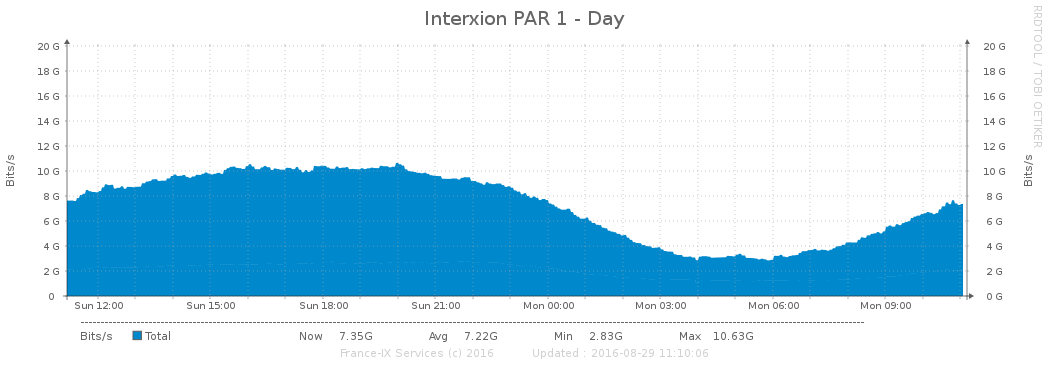 Interxion PAR 1 - Day
RRDTOOL / TOBI OETIKER
Bits/s
Bits/s
20 G 20 G
18 G 18 G
16 G 16 G
14 G 14 G
12 G 12 G
10 G 10 G
8 G 8 G
6 G 6 G
4 G 4 G
2 G 2 G
0 0 G
Sun 12:00 Sun 15:00 Sun 18:00 Sun 21:00 Mon 00:00 Mon 03:00 Mon 06:00 Mon 09:00
Bits/s Total Now 7.35G Avg 7.22G Min 2.83G Max 10.63G
France-IX Services (c) 2016 Updated : 2016-08-29 11:10:06